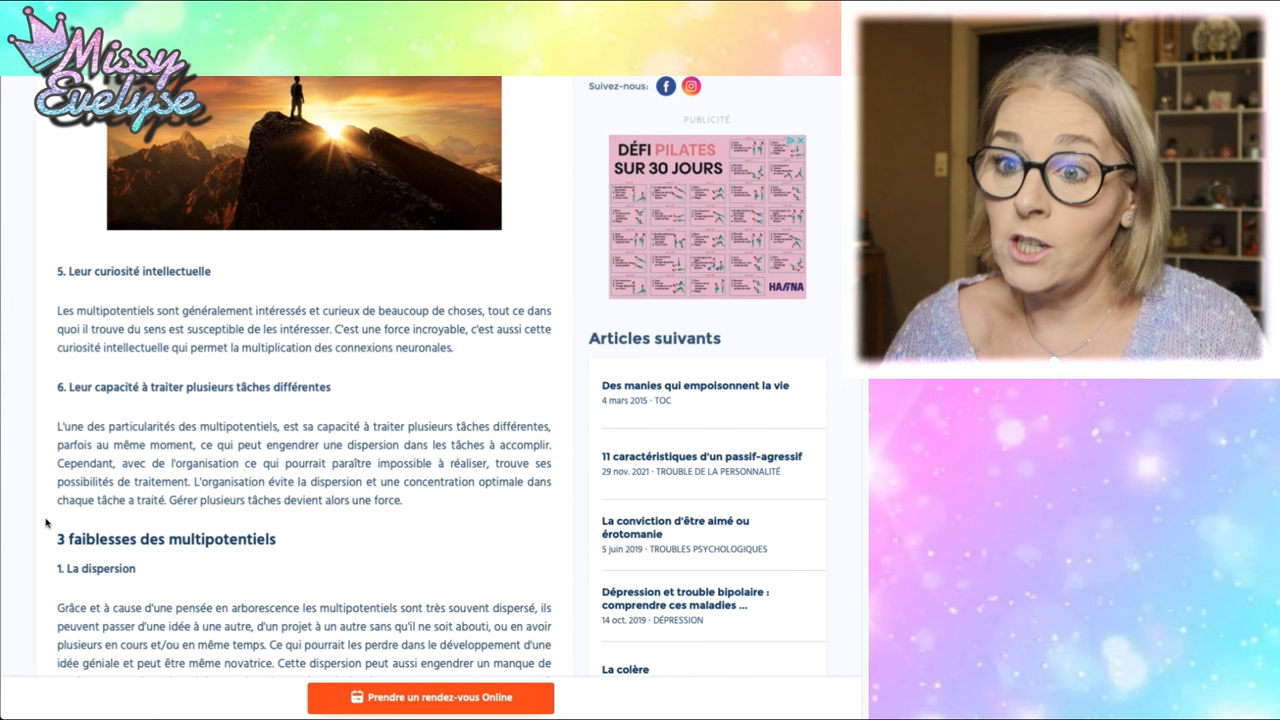 Missy
Evelyse
Suivez-nous:
PUBLICITÉ
DÉFI PILATES
SUR 30 JOURS
HANNA
5. Leur curiosité intellectuelle
Les multipotentiels sont généralement intéressés et curieux de beaucoup de choses, tout ce dans
quoi il trouve du sens est susceptible de les intéresser. C'est une force incroyable, c'est aussi cette
curiosité intellectuelle qui permet la multiplication des connexions neuronales.
6. Leur capacité à traiter plusieurs tâches différentes
L'une des particularités des multipotentiels, est sa capacité à traiter plusieurs tâches différentes,
parfois au même moment, ce qui peut engendrer une dispersion dans les tâches à accomplir.
Cependant, avec de l'organisation ce qui pourrait paraître impossible à réaliser, trouve ses
possibilités de traitement. L'organisation évite la dispersion et une concentration optimale dans
chaque tâche a traité. Gérer plusieurs tâches devient alors une force.
3 faiblesses des multipotentiels
1. La dispersion
Grâce et à cause d'une pensée en arborescence les multipotentiels sont très souvent dispersé, ils
peuvent passer d'une idée à une autre, d'un projet à un autre sans qu'il ne soit abouti, ou en avoir
plusieurs en cours et/ou en même temps. Ce qui pourrait les perdre dans le développement d'une
idée géniale et peut être même novatrice. Cette dispersion peut aussi engendrer un manque de
Articles suivants
Des manies qui empoisonnent la vie
4 mars 2015 · TOC
11 caractéristiques d'un passif-agressif
29 nov. 2021 · TROUBLE DE LA PERSONNALITÉ
La conviction d'être aimé ou
érotomanie
5 juin 2019 · TROUBLES PSYCHOLOGIQUES
Dépression et trouble bipolaire :
comprendre ces maladies ...
14 oct. 2019 · DÉPRESSION
La colère
Prendre un rendez-vous Online